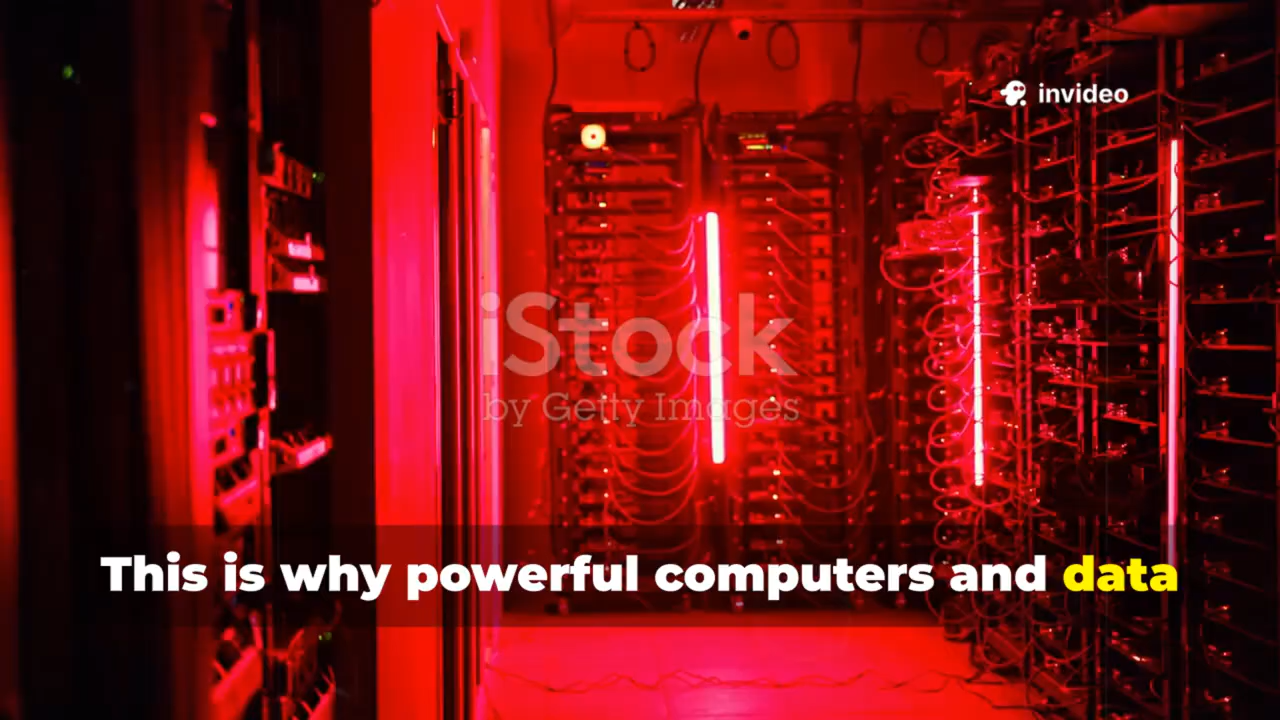 invideo
iStock
by Getty Images
This is why powerful computers and data